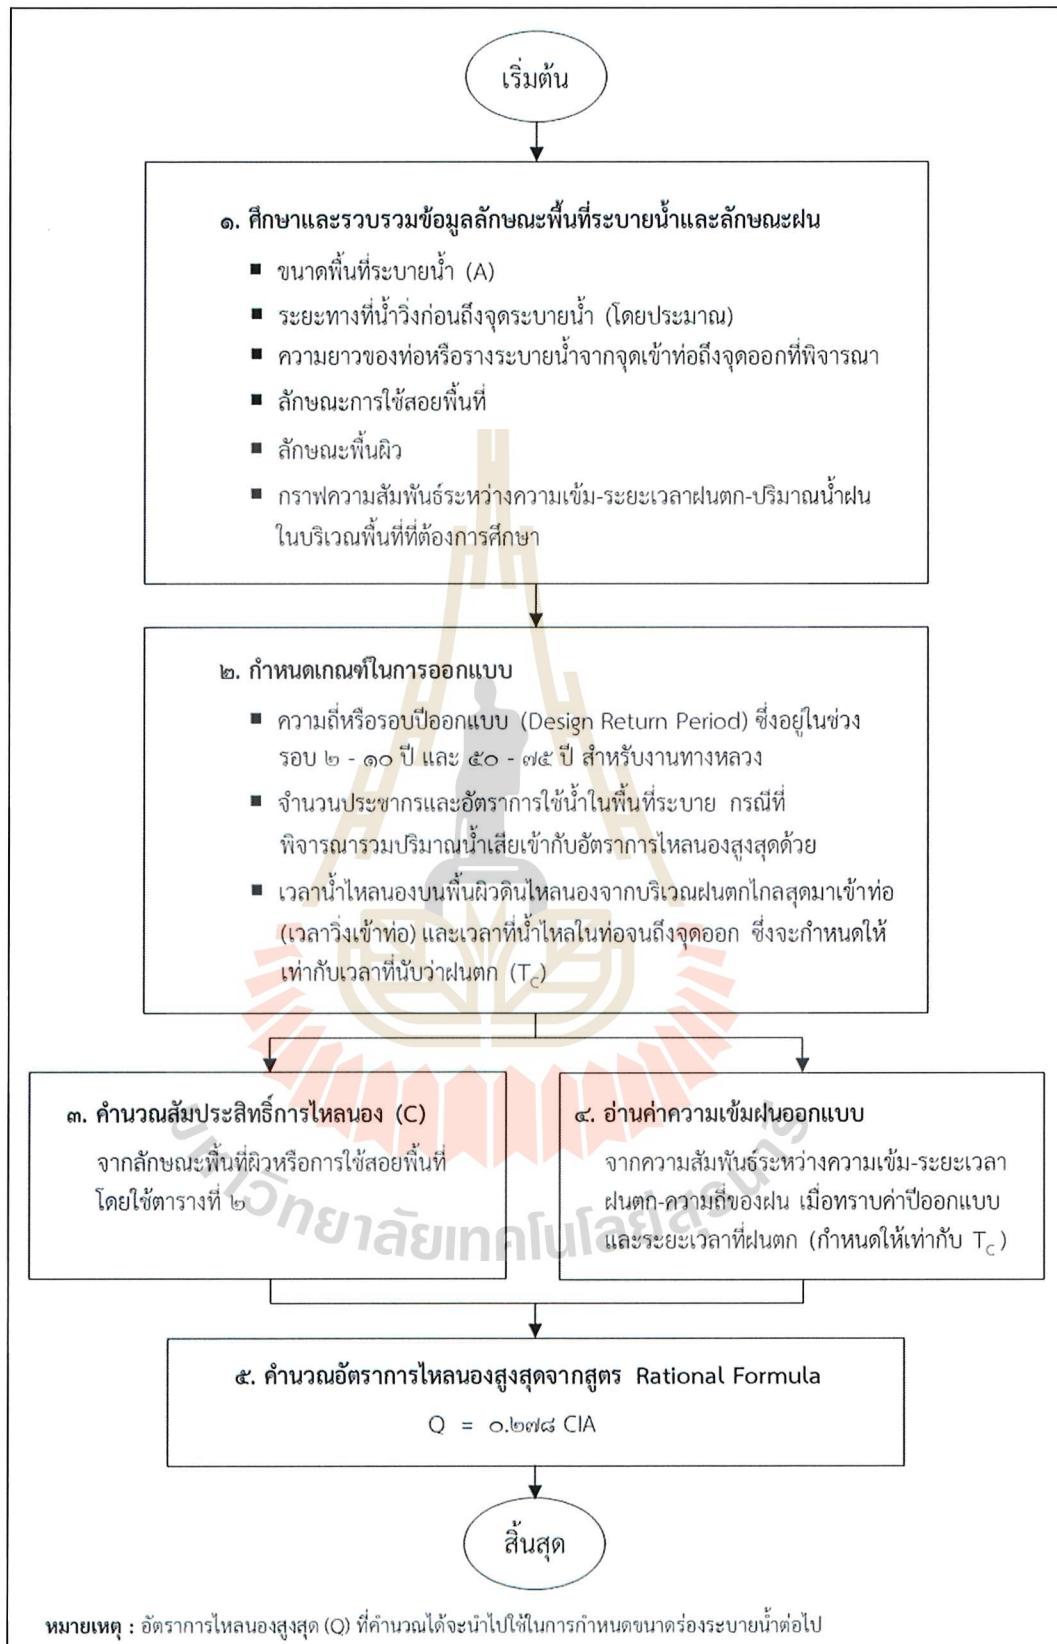 เริ่มต้น
๑. ศึกษาและรวบรวมข้อมูลลักษณะพื้นที่ระบายน้ำและลักษณะฝน
■ ขนาดพื้นที่ระบายน้ำ (A)
■ ระยะทางที่น้ำวิ่งก่อนถึงจุดระบายน้ำ (โดยประมาณ)
■ ความยาวของท่อหรือรางระบายน้ำจากจุดเข้าท่อถึงจุดออกที่พิจารณา
■ ลักษณะการใช้สอยพื้นที่
■ ลักษณะพื้นผิว
■ กราฟความสัมพันธ์ระหว่างความเข้ม-ระยะเวลาฝนตก-ปริมาณน้ำฝน
ในบริเวณพื้นที่ที่ต้องการศึกษา
๒. กำหนดเกณฑ์ในการออกแบบ
■ ความถี่หรือรอบปีออกแบบ (Design Return Period) ซึ่งอยู่ในช่วง
รอบ ๒ - ๑๐ ปี และ ๕๐ - ๗๕ ปี สำหรับงานทางหลวง
■ จำนวนประชากรและอัตราการใช้น้ำในพื้นที่ระบาย กรณีที่
พิจารณารวมปริมาณน้ำเสียเข้ากับอัตราการไหลนองสูงสุดด้วย
■ เวลาน้ำไหลนองบนพื้นผิวดินไหลนองจากบริเวณฝนตกไกลสุดมาเข้าท่อ
(เวลาวิ่งเข้าท่อ) และเวลาที่น้ำไหลในท่อจนถึงจุดออก ซึ่งจะกำหนดให้
เท่ากับเวลาที่นับว่าฝนตก (T_C)
๓. คำนวณสัมประสิทธิ์การไหลนอง (C)
จากลักษณะพื้นที่ผิวหรือการใช้สอยพื้นที่
โดยใช้ตารางที่ ๒
๔. อ่านค่าความเข้มฝนออกแบบ
จากความสัมพันธ์ระหว่างความเข้ม-ระยะเวลา
ฝนตก-ความถี่ของฝน เมื่อทราบค่าปีออกแบบ
และระยะเวลาที่ฝนตก (กำหนดให้เท่ากับ T_C)
มหาวิทยาลัยเทคโนโลยีสุรนารี
๕. คำนวณอัตราการไหลนองสูงสุดจากสูตร Rational Formula
Q = ๐.๒๗๘ CIA
สิ้นสุด
หมายเหตุ : อัตราการไหลนองสูงสุด (Q) ที่คำนวณได้จะนำไปใช้ในการกำหนดขนาดร่องระบายน้ำต่อไป